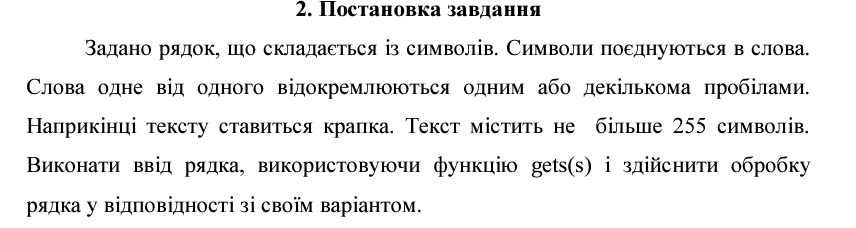 2. Постановка завдання
Задано рядок, що складається із символів. Символи поєднуються в слова.
Слова одне від одного відокремлюються одним або декількома пробілами.
Наприкінці тексту ставиться крапка. Текст містить не більше 255 символів.
Виконати ввід рядка, використовуючи функцію gets(s) і здійснити обробку
рядка у відповідності зі своїм варіантом.